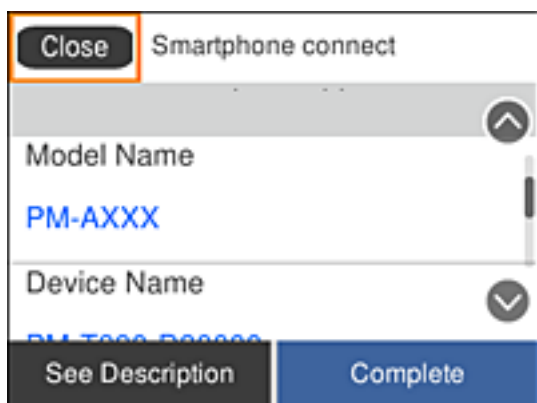 Close
Smartphone connect
Model Name
PM-AXXX
Device Name
See Description
Complete